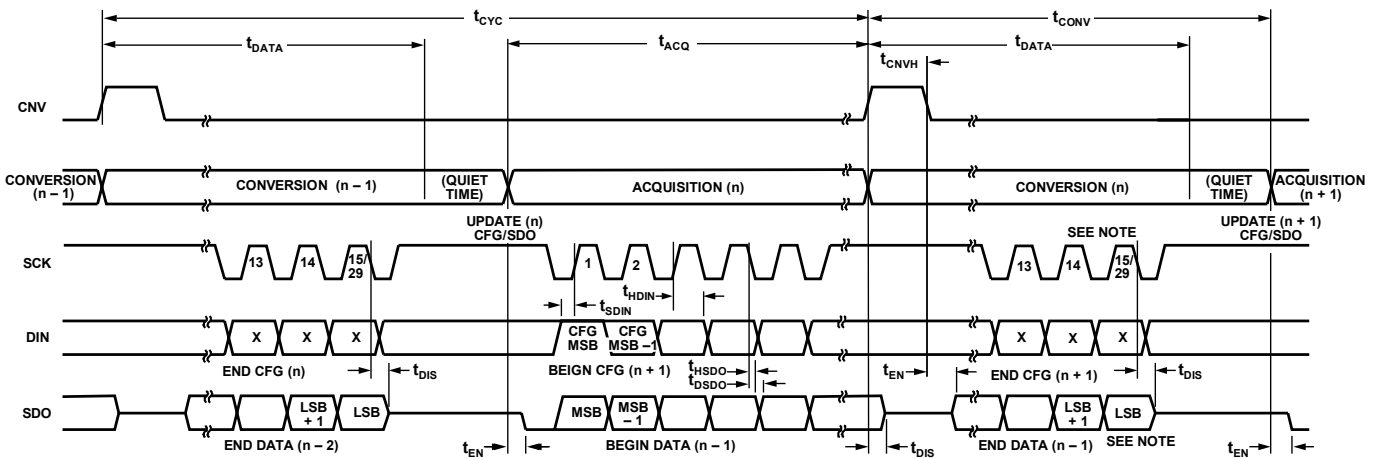 tCYC tCONV
tDATA tACQ tDATA
tCNVH
CNV
CONVERSION (n – 1) CONVERSION (n – 1) (QUIET TIME) ACQUISITION (n) CONVERSION (n) (QUIET TIME) ACQUISITION (n + 1)
UPDATE (n) CFG/SDO SEE NOTE UPDATE (n + 1) CFG/SDO
SCK 13 14 15/29 1 2 13 14 15/29
tHDIN
tSDIN
DIN X X X CFG MSB CFG MSB –1 X X X
END CFG (n) tDIS BEIGN CFG (n + 1) tHSDO tEN END CFG (n + 1) tDIS
tDSDO
SDO LSB + 1 LSB MSB MSB – 1 LSB + 1 LSB
END DATA (n – 2) tEN BEGIN DATA (n – 1) tDIS END DATA (n – 1) SEE NOTE tEN